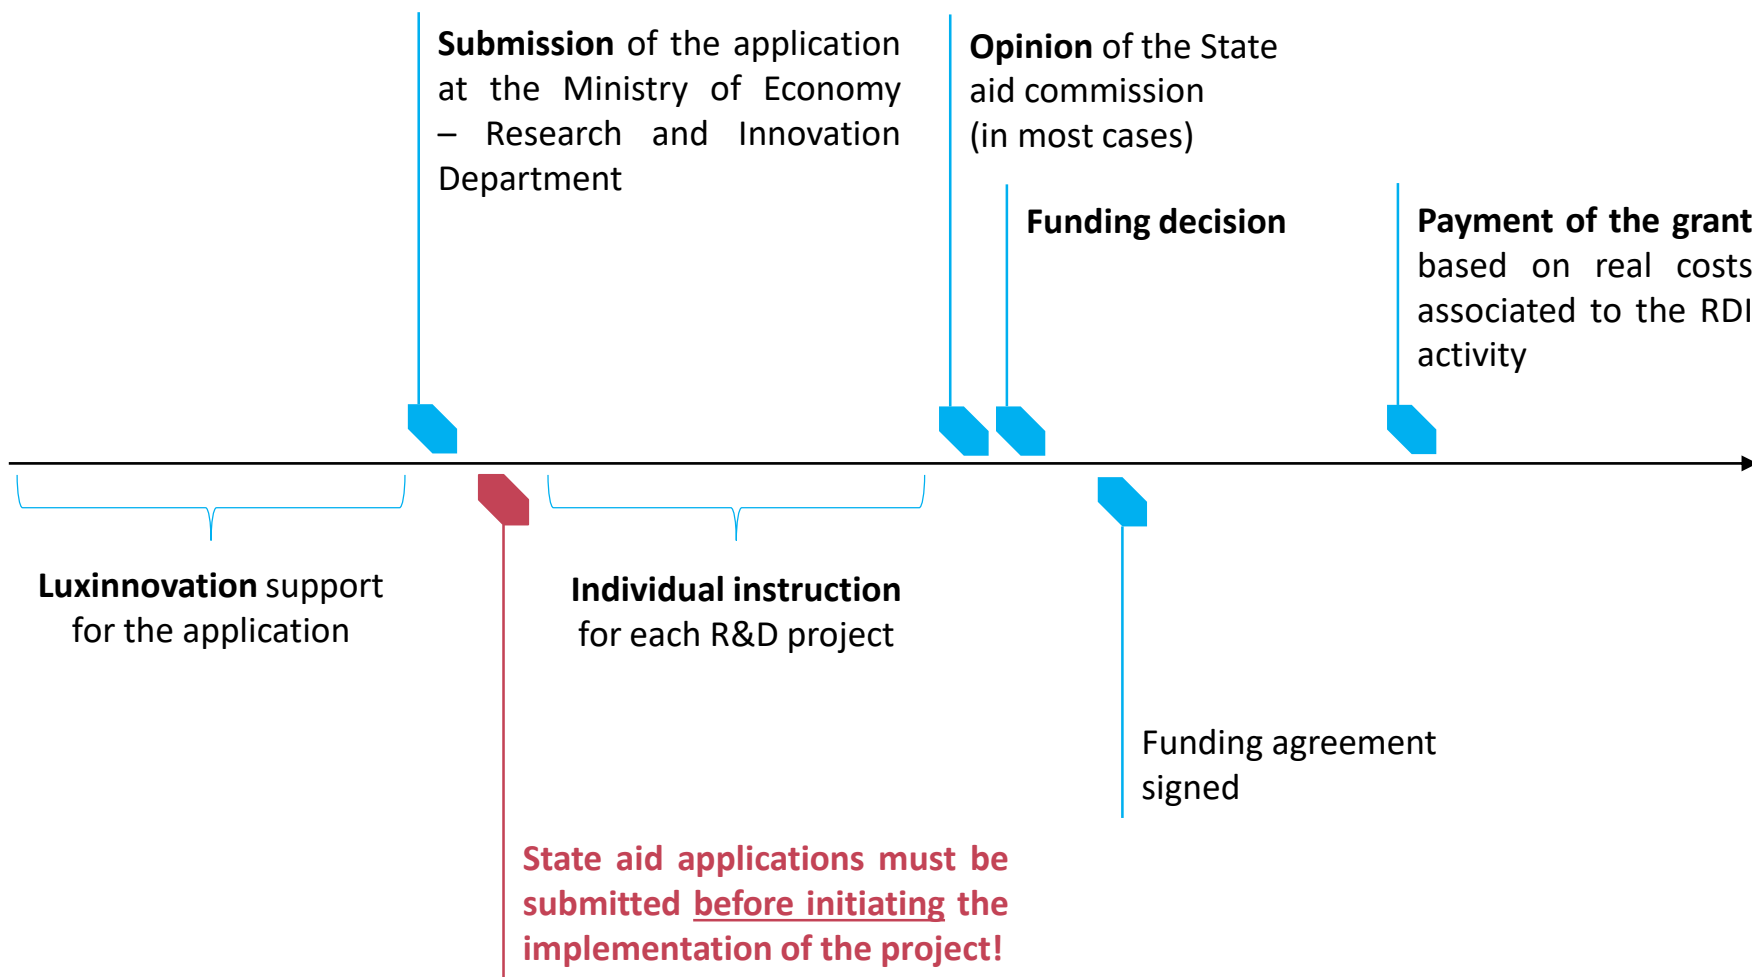 Submission of the application
at the Ministry of Economy
– Research and Innovation
Department
Opinion of the State
aid commission
(in most cases)
Funding decision
Payment of the grant
based on real costs
associated to the RDI
activity
Luxinnovation support
for the application
Individual instruction
for each R&D project
Funding agreement
signed
State aid applications must be
submitted before initiating the
implementation of the project!